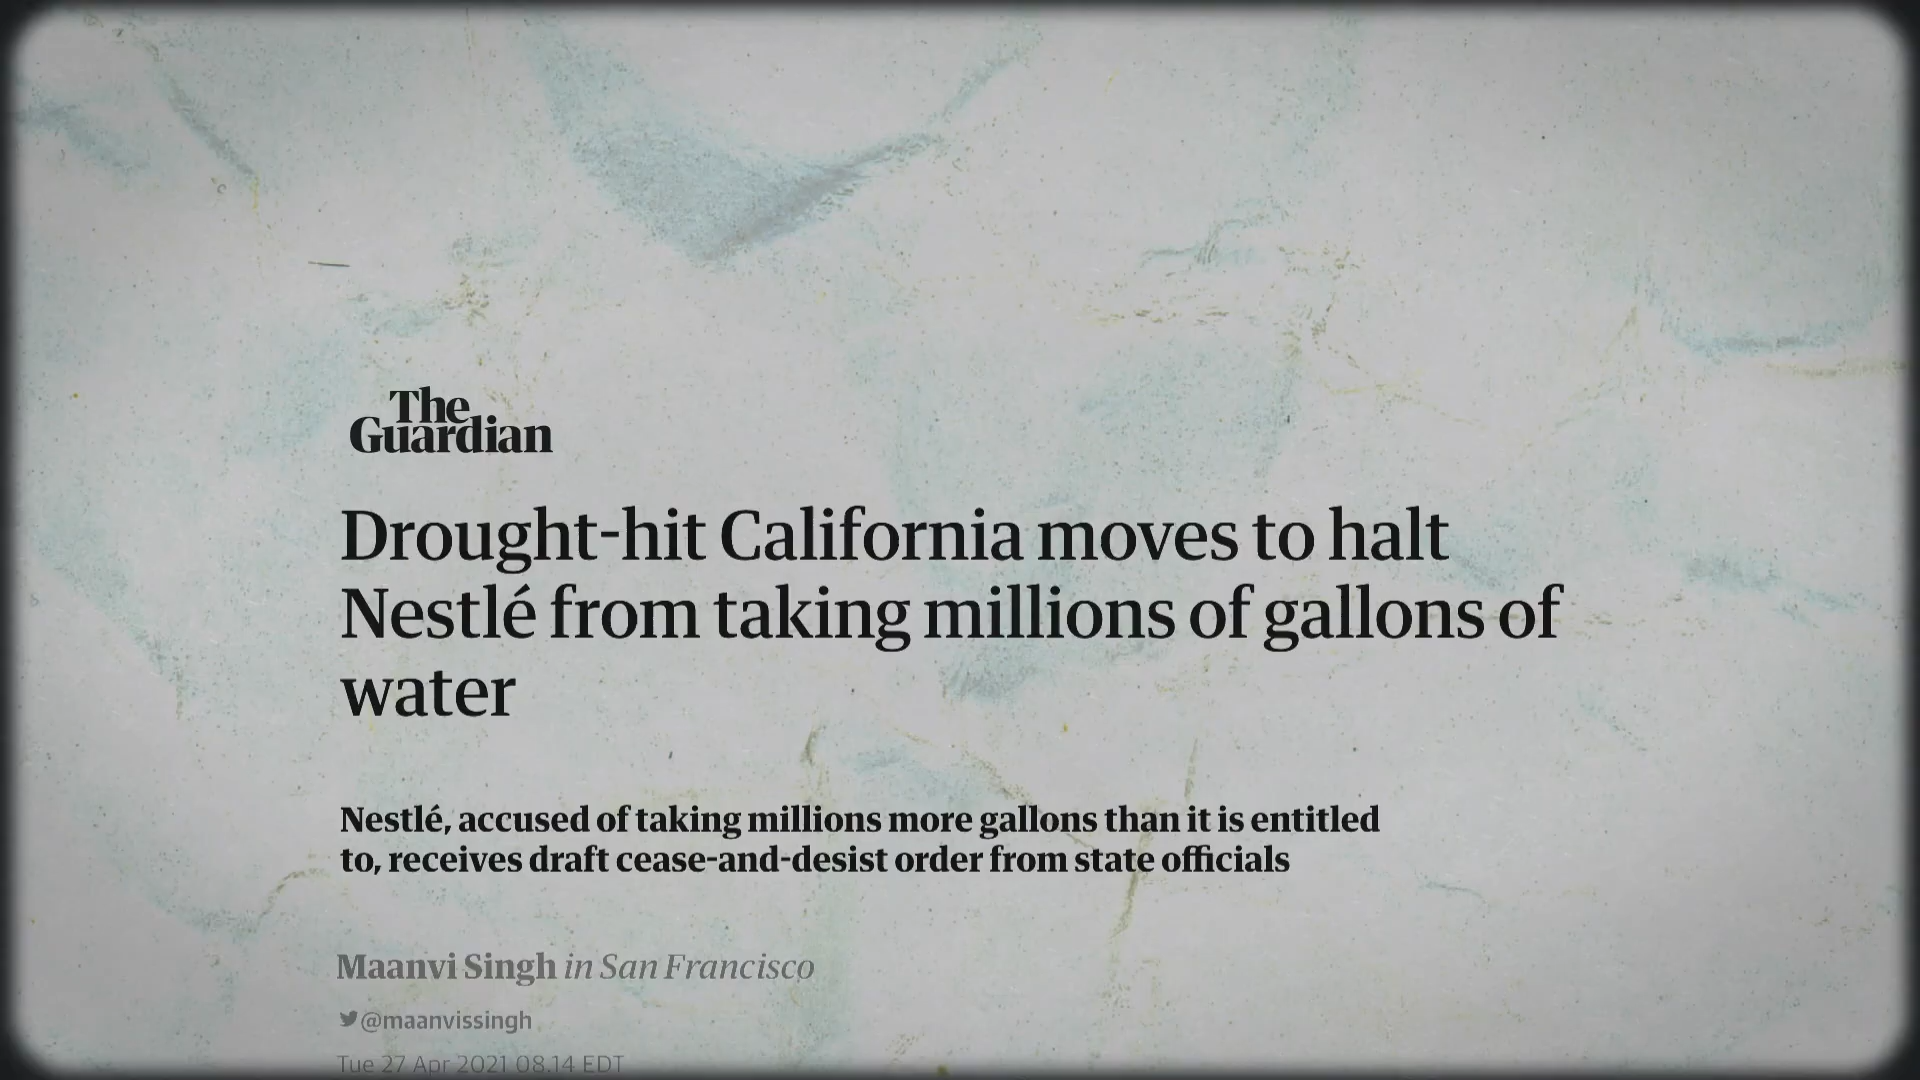 The
Guardian
Drought-hit California moves to halt
Nestlé from taking millions of gallons of
water
Nestlé, accused of taking millions more gallons than it is entitled
to, receives draft cease-and-desist order from state officials
Maanvi Singh in San Francisco
@maanvissingh
Tue 27 Apr 2021 08.14 EDT